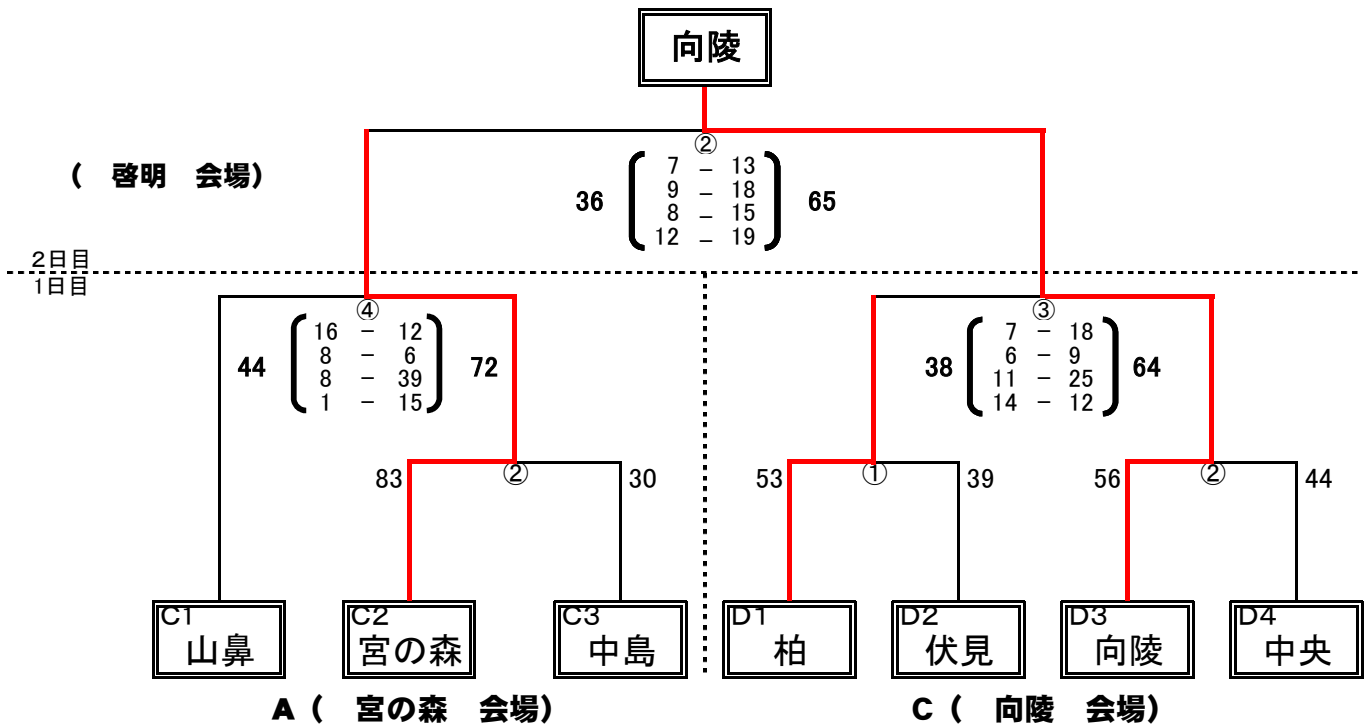 向陵
②
(　啓明　会場)
36
7 － 13
9 － 18
8 － 15
12 － 19
65
２日目
１日目
④
44
16 － 12
8 － 6
8 － 39
1 － 15
72
③
38
7 － 18
6 － 9
11 － 25
14 － 12
64
83 ② 30
53 ① 39
56 ② 44
C1
山鼻
C2
宮の森
C3
中島
D1
柏
D2
伏見
D3
向陵
D4
中央
A (　宮の森　会場)
C (　向陵　会場)